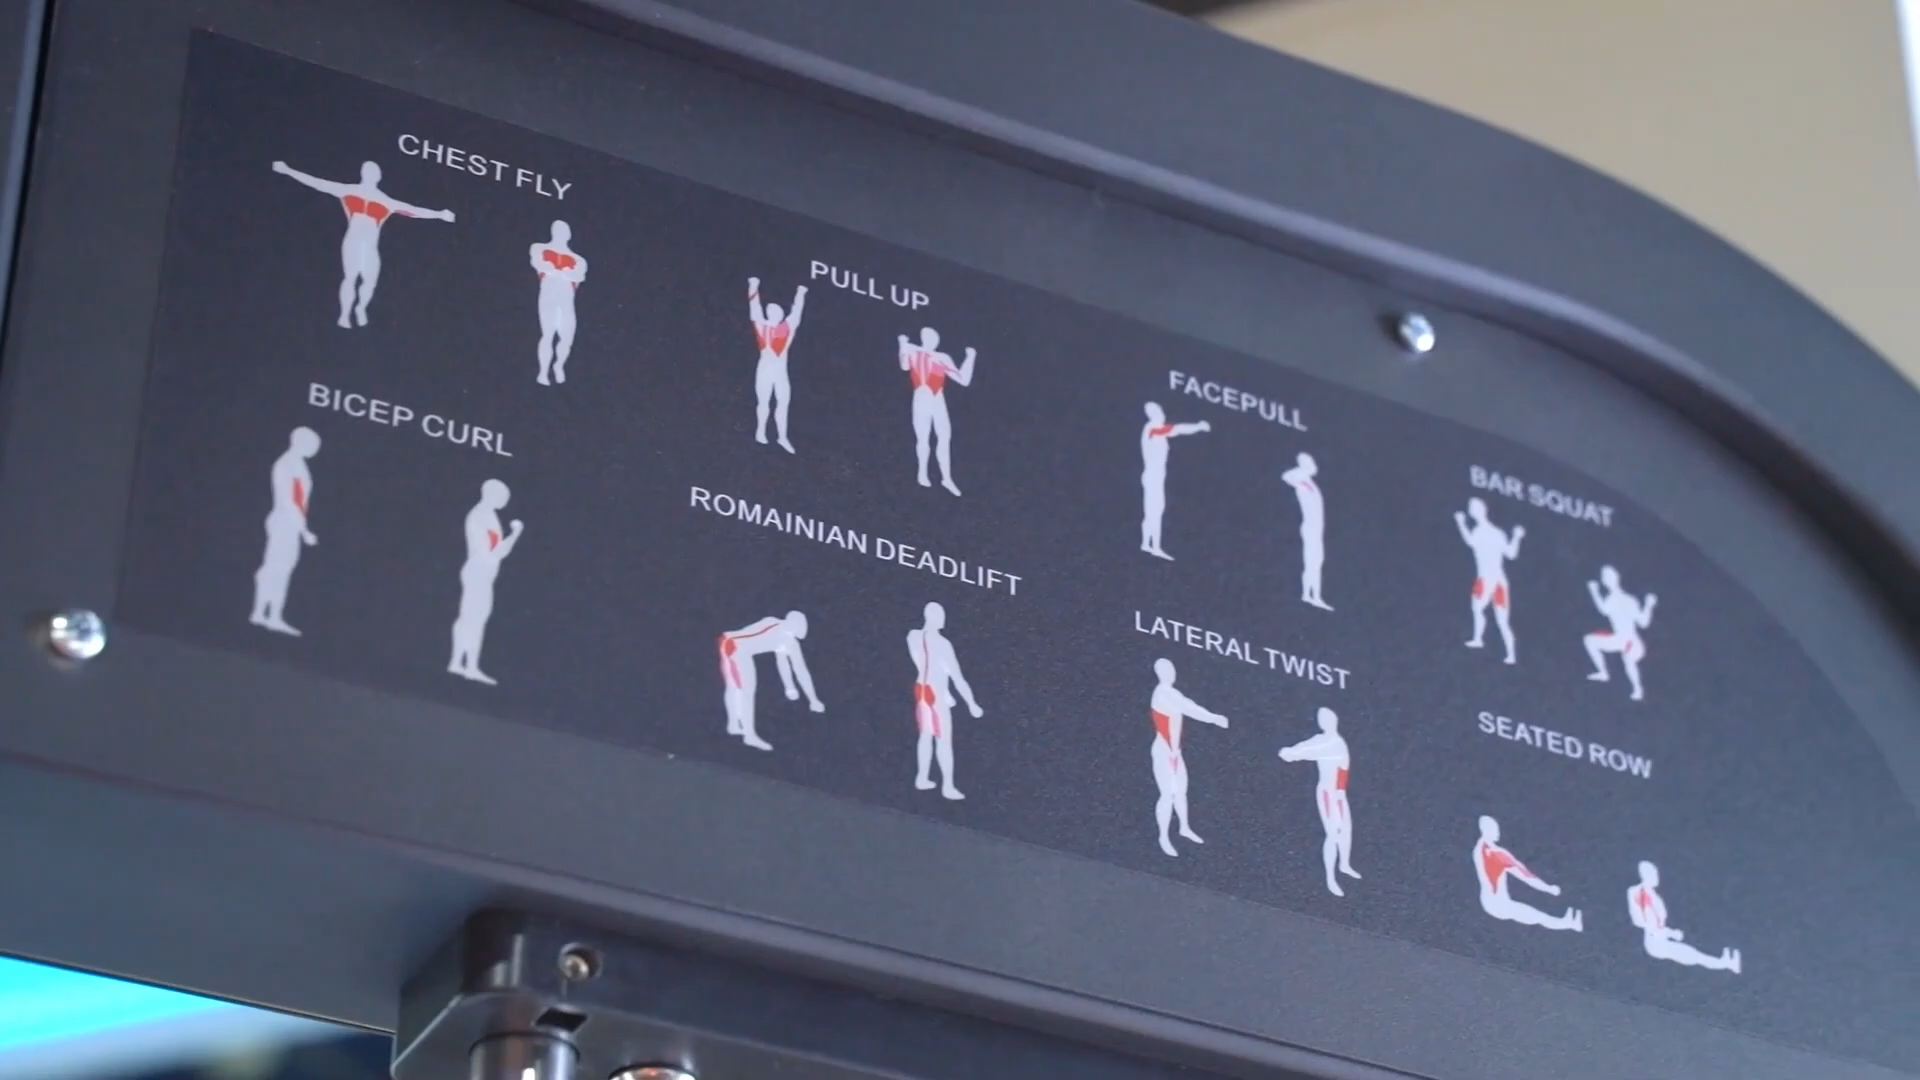 CHEST FLY
PULL UP
FACEPULL
BAR SQUAT
BICEP CURL
ROMAINIAN DEADLIFT
LATERAL TWIST
SEATED ROW